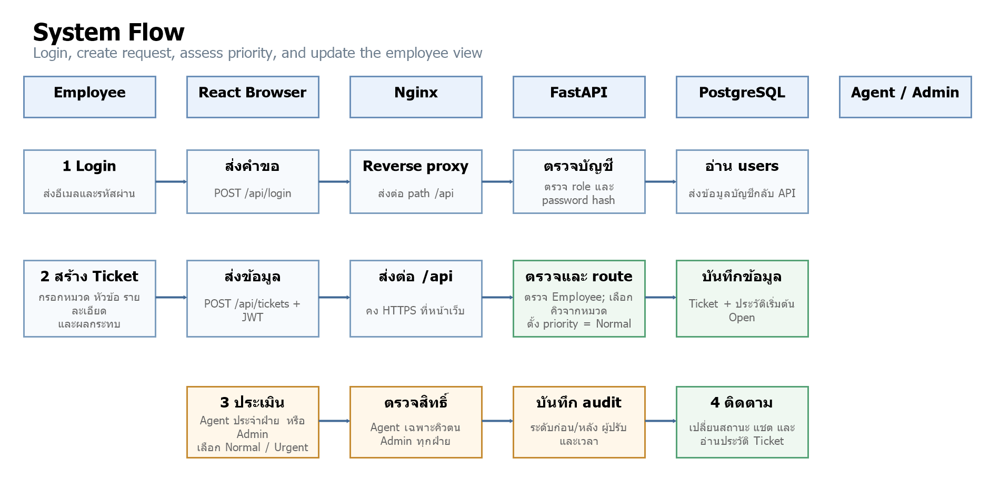 System Flow
Login, create request, assess priority, and update the employee view
Employee
React Browser
Nginx
FastAPI
PostgreSQL
Agent / Admin
1 Login
ส่งอีเมลและรหัสผ่าน
ส่งคำขอ
POST /api/login
Reverse proxy
ส่งต่อ path /api
ตรวจบัญชี
ตรวจ role และ
password hash
อ่าน users
ส่งข้อมูลบัญชีกลับ API
2 สร้าง Ticket
กรอกหมวด หัวข้อ ราย
ละเอียด
และผลกระทบ
ส่งข้อมูล
POST /api/tickets +
JWT
ส่งต่อ /api
คง HTTPS ที่หน้าเว็บ
ตรวจและ route
ตรวจ Employee; เลือก
คิวจากหมวด
ตั้ง priority = Normal
บันทึกข้อมูล
Ticket + ประวัติเริ่มต้น
Open
3 ประเมิน
Agent ประจำฝ่าย หรือ
Admin
เลือก Normal / Urgent
ตรวจสิทธิ์
Agent เฉพาะคิวตน
Admin ทุกฝ่าย
บันทึก audit
ระดับก่อน/หลัง ผู้ปรับ
และเวลา
4 ติดตาม
เปลี่ยนสถานะ แชต และ
อ่านประวัติ Ticket